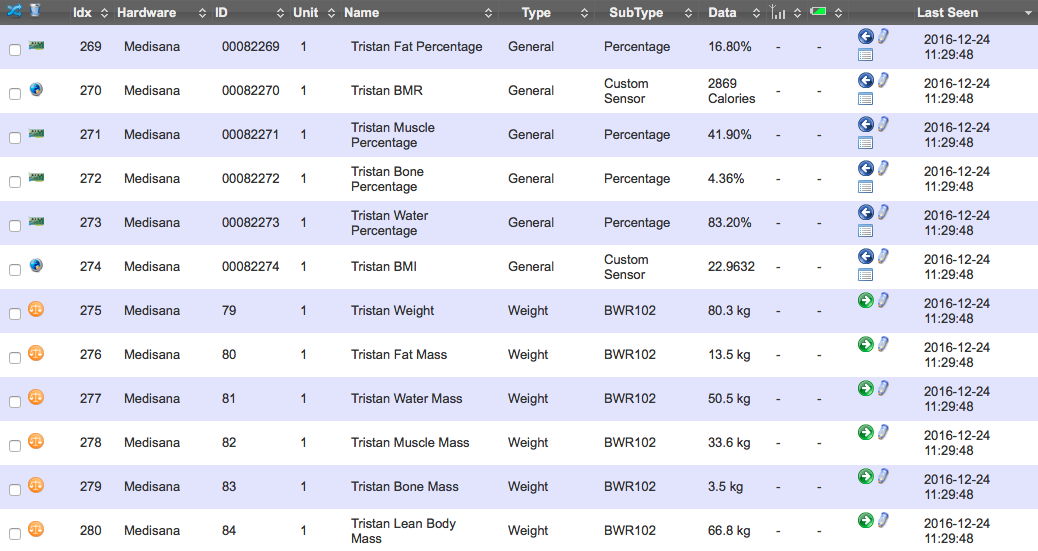 Idx Hardware ID Unit Name Type SubType Data Last Seen
269 Medisana 00082269 1 Tristan Fat Percentage General Percentage 16.80% - - 2016-12-24
11:29:48
270 Medisana 00082270 1 Tristan BMR General Custom Sensor 2869 Calories - - 2016-12-24
11:29:48
271 Medisana 00082271 1 Tristan Muscle Percentage General Percentage 41.90% - - 2016-12-24
11:29:48
272 Medisana 00082272 1 Tristan Bone Percentage General Percentage 4.36% - - 2016-12-24
11:29:48
273 Medisana 00082273 1 Tristan Water Percentage General Percentage 83.20% - - 2016-12-24
11:29:48
274 Medisana 00082274 1 Tristan BMI General Custom Sensor 22.9632 - - 2016-12-24
11:29:48
275 Medisana 79 1 Tristan Weight Weight BWR102 80.3 kg - - 2016-12-24
11:29:48
276 Medisana 80 1 Tristan Fat Mass Weight BWR102 13.5 kg - - 2016-12-24
11:29:48
277 Medisana 81 1 Tristan Water Mass Weight BWR102 50.5 kg - - 2016-12-24
11:29:48
278 Medisana 82 1 Tristan Muscle Mass Weight BWR102 33.6 kg - - 2016-12-24
11:29:48
279 Medisana 83 1 Tristan Bone Mass Weight BWR102 3.5 kg - - 2016-12-24
11:29:48
280 Medisana 84 1 Tristan Lean Body Mass Weight BWR102 66.8 kg - - 2016-12-24
11:29:48